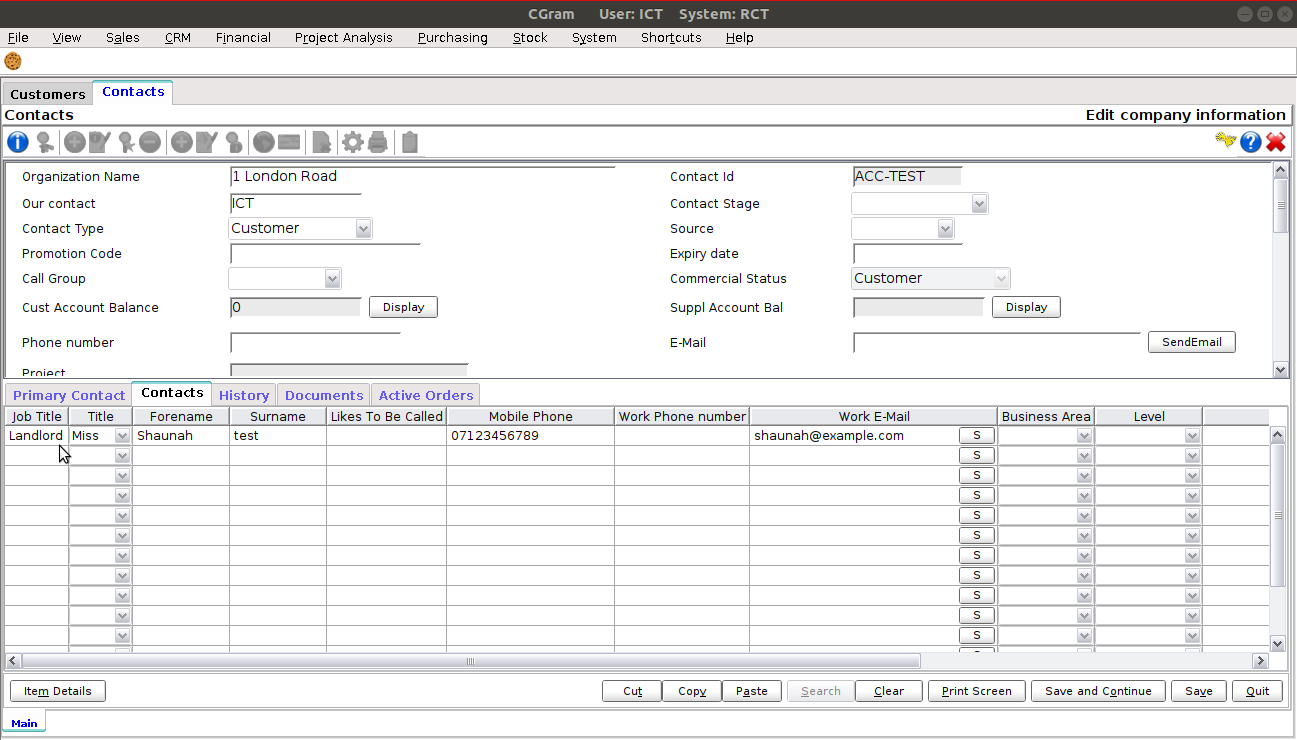 CGram User: ICT System: RCT
File View Sales CRM Financial Project Analysis Purchasing Stock System Shortcuts Help
Customers Contacts
Contacts Edit company information
Organization Name 1 London Road Contact Id ACC-TEST
Our contact ICT Contact Stage
Contact Type Customer Source
Promotion Code Expiry date
Call Group Commercial Status Customer
Cust Account Balance 0 Display Suppl Account Bal Display
Phone number E-Mail SendEmail
Project
Primary Contact Contacts History Documents Active Orders
Job Title Title Forename Surname Likes To Be Called Mobile Phone Work Phone number Work E-Mail Business Area Level
Landlord Miss Shaunah test 07123456789 shaunah@example.com S
S
S
S
S
S
S
S
S
S
S
Item Details Cut Copy Paste Search Clear Print Screen Save and Continue Save Quit
Main